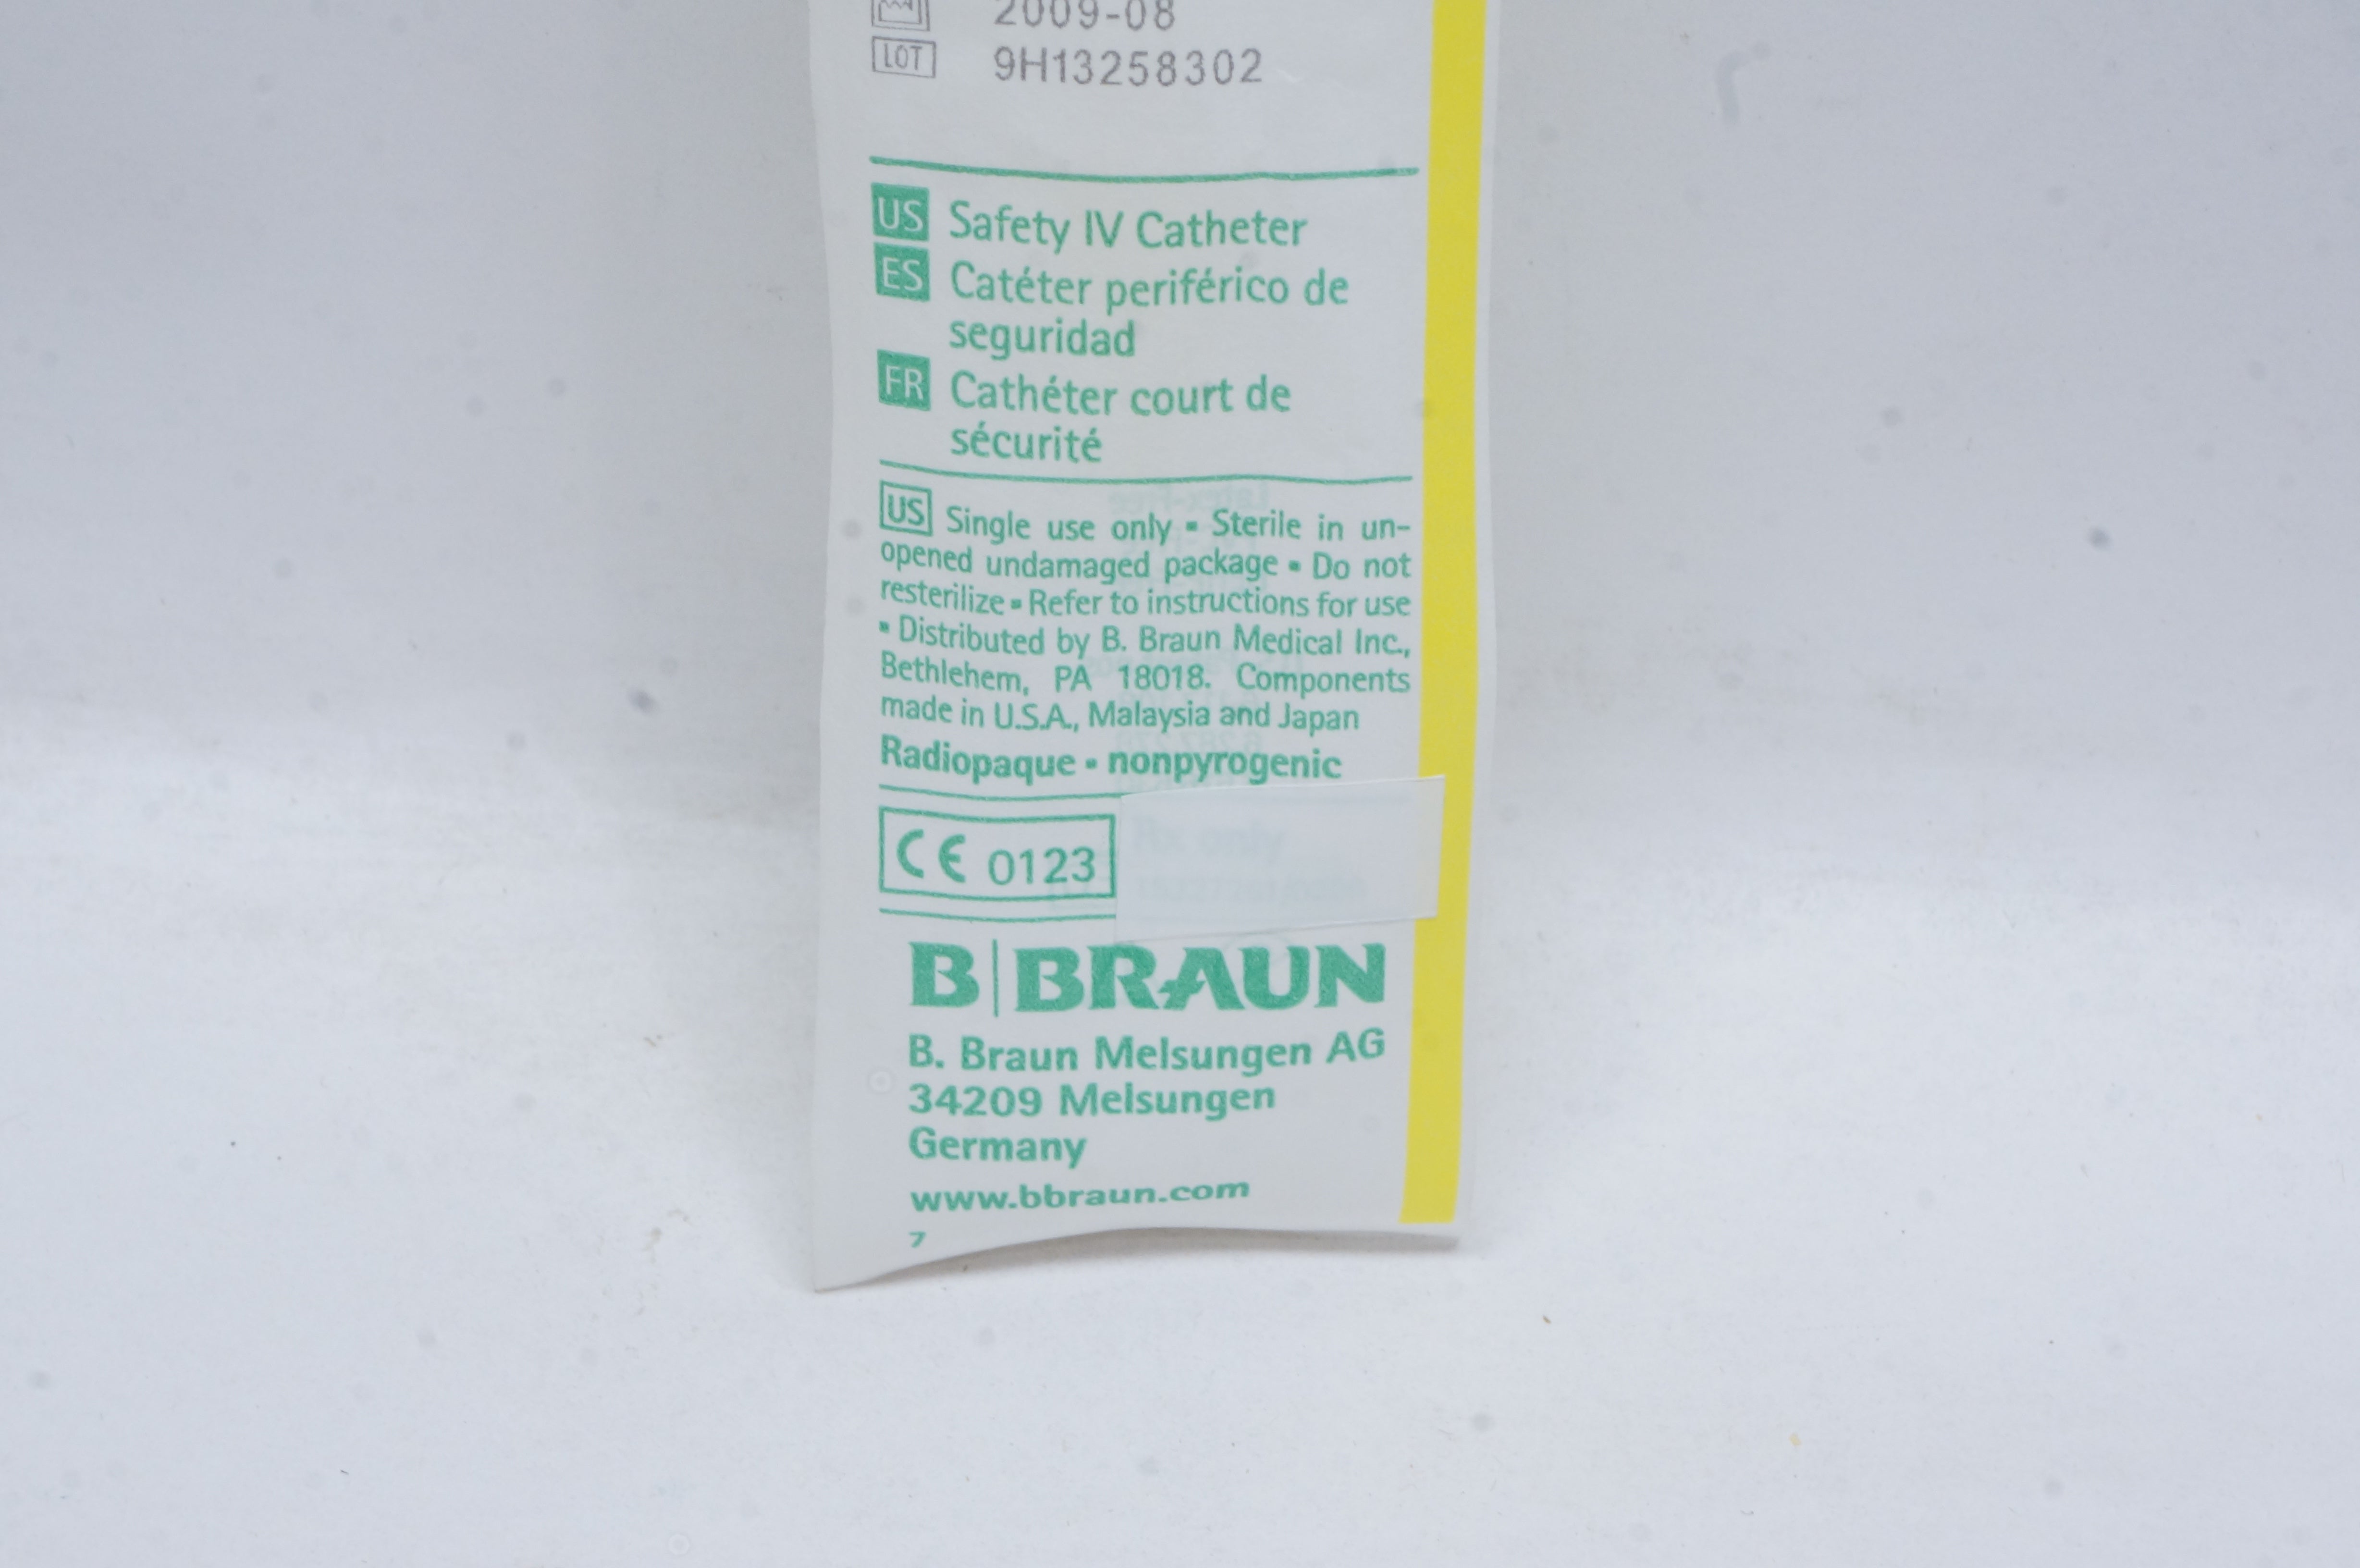 2009-08
LOT 9H13258302
US Safety IV Catheter
ES Catéter periférico de
seguridad
FR Cathéter court de
sécurité
US Single use only ▪ Sterile in un-
opened undamaged package ▪ Do not
resterilize ▪ Refer to instructions for use
▪ Distributed by B. Braun Medical Inc.,
Bethlehem, PA 18018. Components
made in U.S.A., Malaysia and Japan
Radiopaque ▪ nonpyrogenic
Rx only
CE 0123
B|BRAUN
B. Braun Melsungen AG
34209 Melsungen
Germany
www.bbraun.com
7